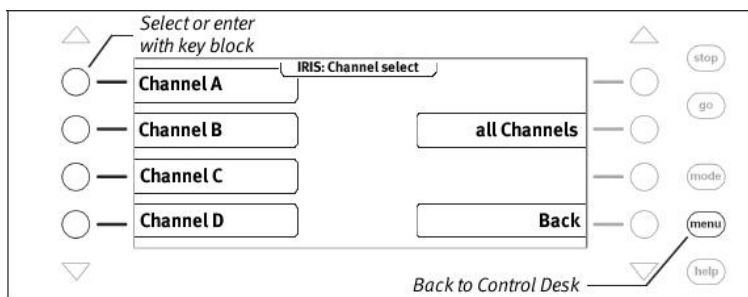 Select or enter
with key block
IRIS: Channel select
Channel A
Channel B
Channel C
Channel D
all Channels
Back
stop
go
mode
menu
help
Back to Control Desk